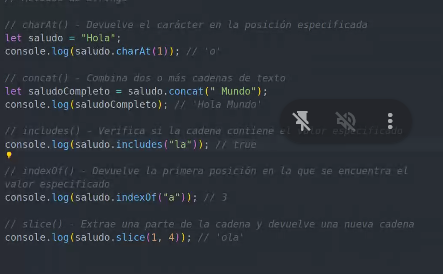 // charAt() - Devuelve el carácter en la posición especificada
let saludo = "Hola";
console.log(saludo.charAt(1)); // 'o'
// concat() - Combina dos o más cadenas de texto
let saludoCompleto = saludo.concat(" Mundo");
console.log(saludoCompleto); // 'Hola Mundo'
// includes() - Verifica si la cadena contiene el valor especificado
console.log(saludo.includes("la")); // true
// indexOf() - Devuelve la primera posición en la que se encuentra el
valor especificado
console.log(saludo.indexOf("a")); // 3
// slice() - Extrae una parte de la cadena y devuelve una nueva cadena
console.log(saludo.slice(1, 4)); // 'ola'